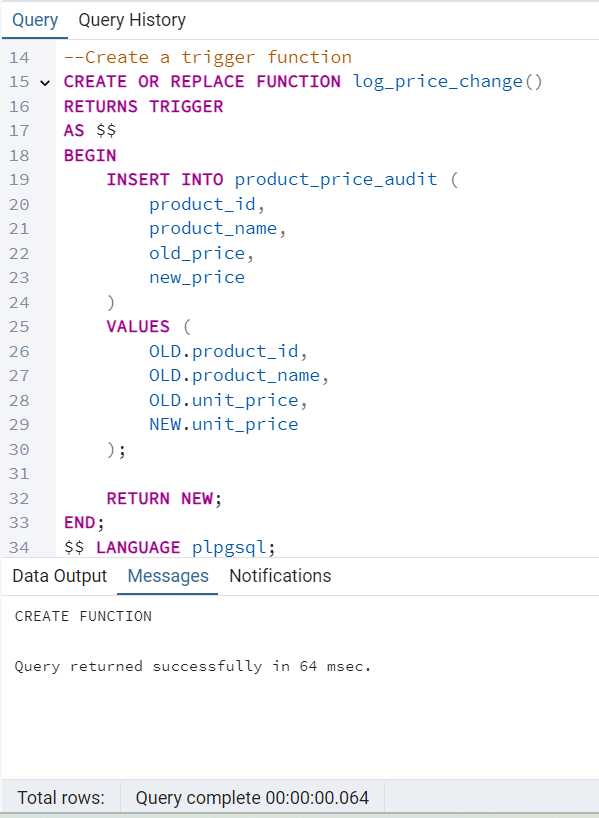 Query Query History
14 --Create a trigger function
15 CREATE OR REPLACE FUNCTION log_price_change()
16 RETURNS TRIGGER
17 AS $$
18 BEGIN
19 INSERT INTO product_price_audit (
20 product_id,
21 product_name,
22 old_price,
23 new_price
24 )
25 VALUES (
26 OLD.product_id,
27 OLD.product_name,
28 OLD.unit_price,
29 NEW.unit_price
30 );
31
32 RETURN NEW;
33 END;
34 $$ LANGUAGE plpgsql;
Data Output Messages Notifications
CREATE FUNCTION
Query returned successfully in 64 msec.
Total rows: Query complete 00:00:00.064